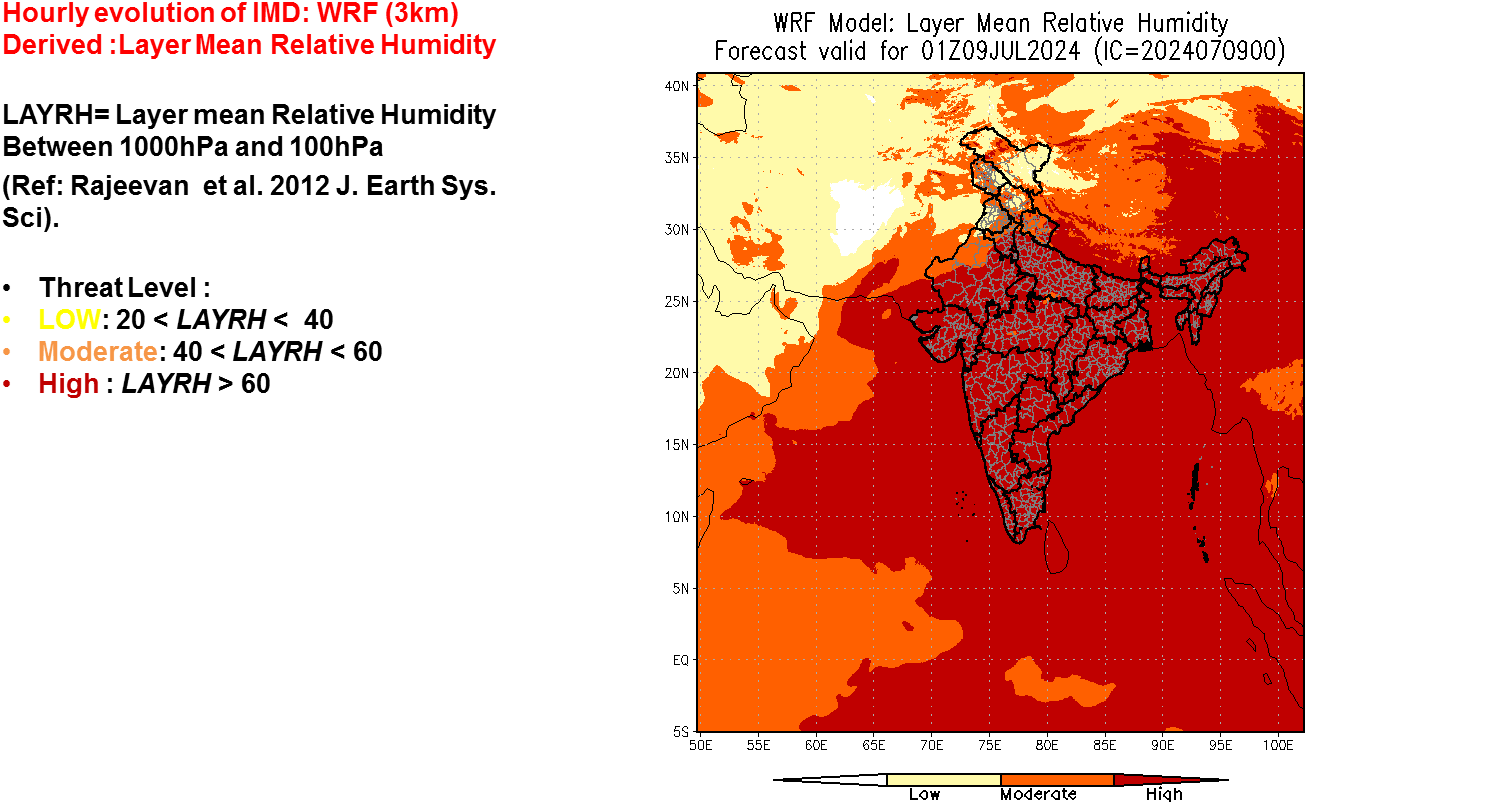 Hourly evolution of IMD: WRF (3km)
Derived :Layer Mean Relative Humidity
LAYRH= Layer mean Relative Humidity
Between 1000hPa and 100hPa
(Ref: Rajeevan et al. 2012 J. Earth Sys.
Sci).
• Threat Level :
• LOW: 20 < LAYRH < 40
• Moderate: 40 < LAYRH < 60
• High : LAYRH > 60
WRF Model: Layer Mean Relative Humidity
Forecast valid for 01Z09JUL2024 (IC=2024070900)
40N
35N
30N
25N
20N
15N
10N
5N
EQ
5S
50E 55E 60E 65E 70E 75E 80E 85E 90E 95E 100E
Low Moderate High